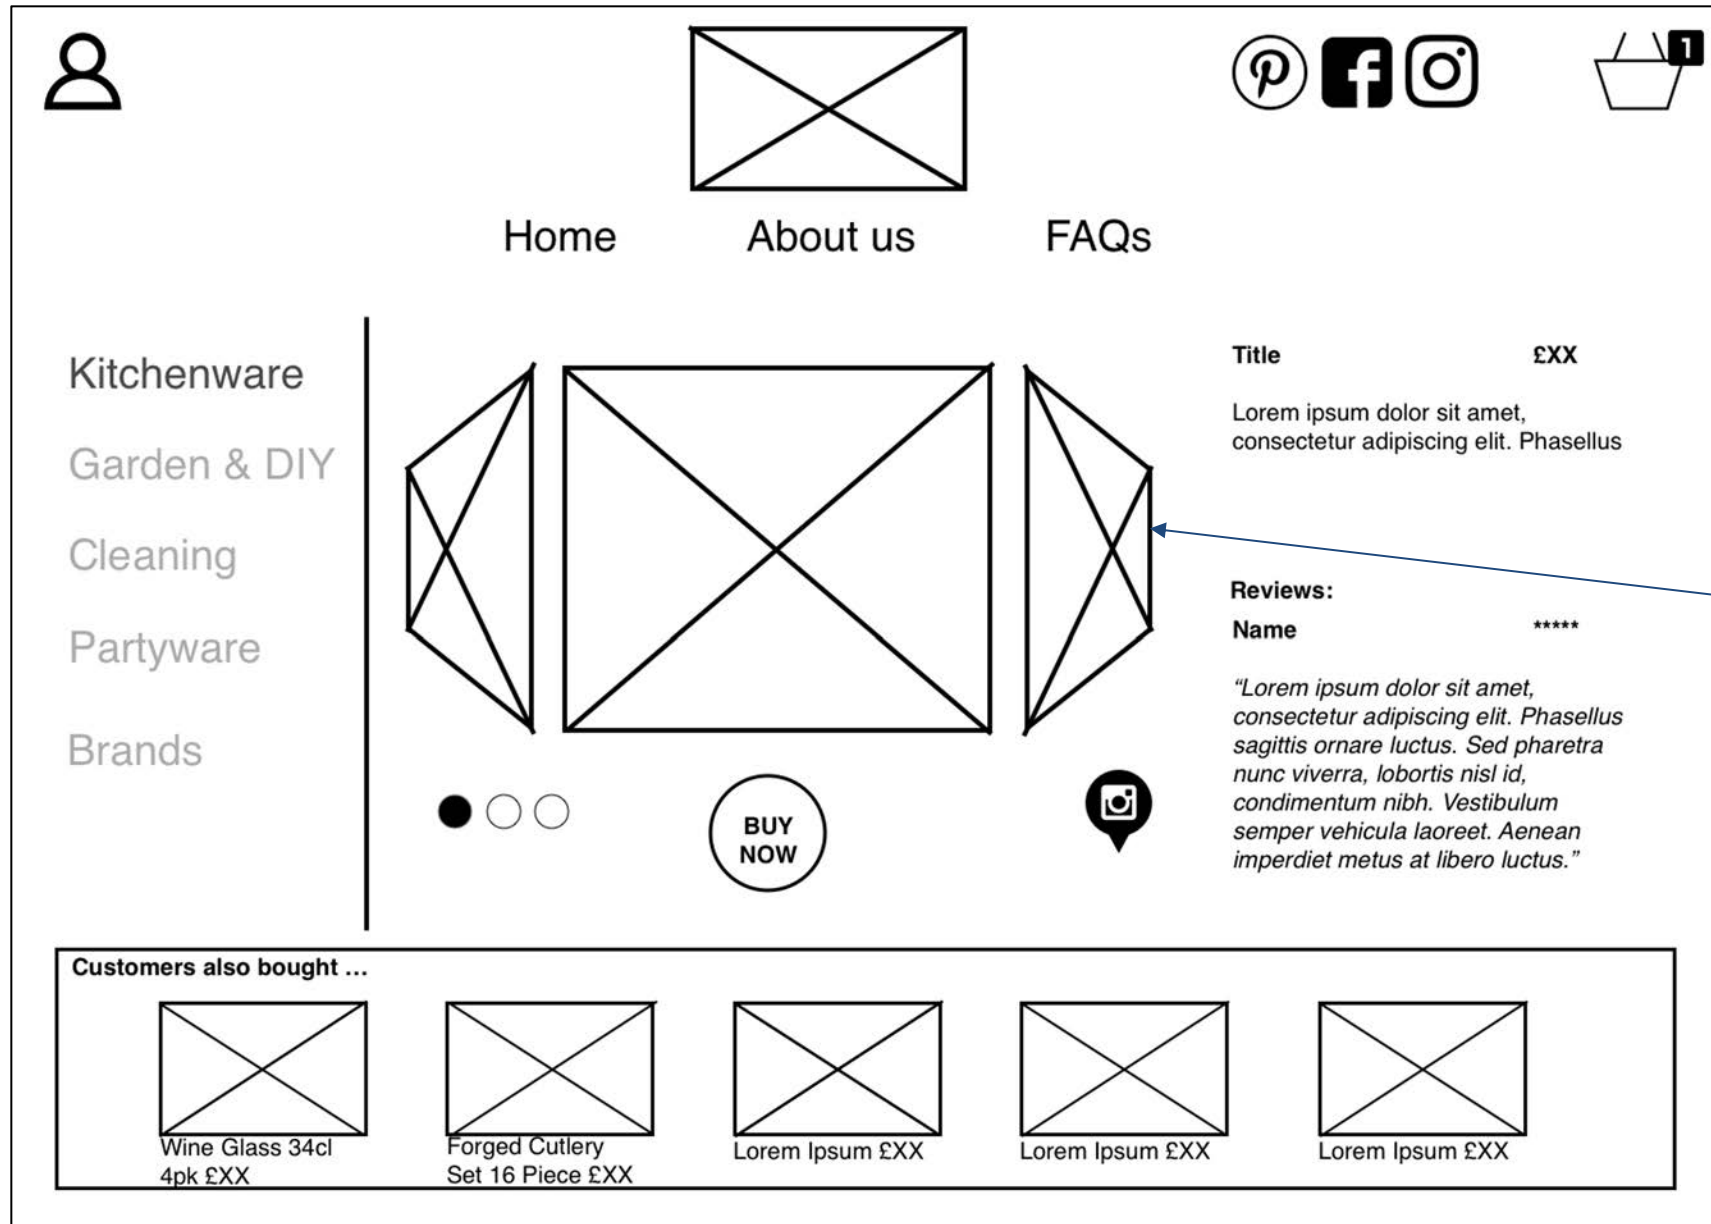 1
Home
About us
FAQs
Kitchenware
Garden & DIY
Cleaning
Partyware
Brands
BUY
NOW
Title £XX
Lorem ipsum dolor sit amet,
consectetur adipiscing elit. Phasellus
Reviews:
Name *****
“Lorem ipsum dolor sit amet,
consectetur adipiscing elit. Phasellus
sagittis ornare luctus. Sed pharetra
nunc viverra, lobortis nisl id,
condimentum nibh. Vestibulum
semper vehicula laoreet. Aenean
imperdiet metus at libero luctus.”
Customers also bought ...
Wine Glass 34cl
4pk £XX
Forged Cutlery
Set 16 Piece £XX
Lorem Ipsum £XX
Lorem Ipsum £XX
Lorem Ipsum £XX